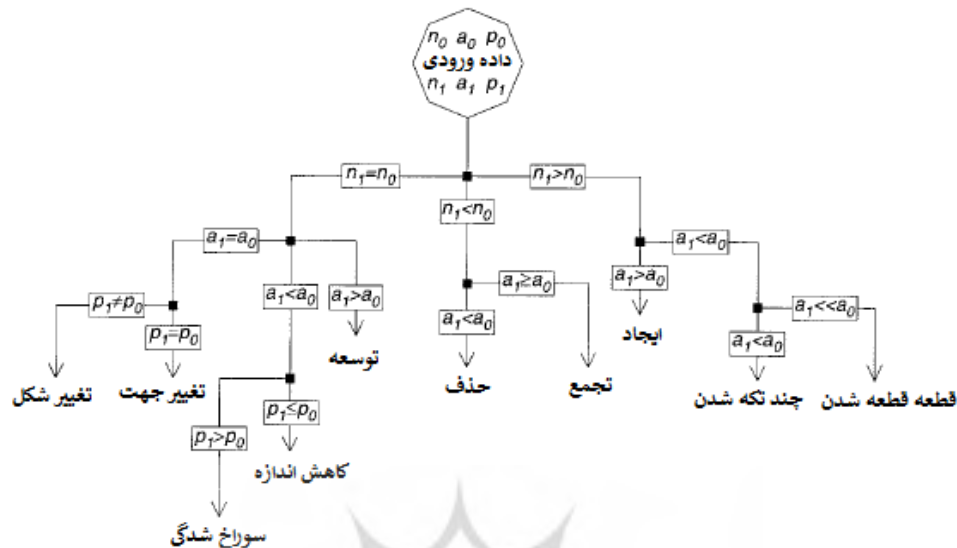 n₀ a₀ p₀
داده ورودی
n₁ a₁ p₁
n₁=n₀
n₁>n₀
n₁<n₀
a₁=a₀
a₁<a₀
a₁<a₀
a₁>a₀
a₁≥a₀
a₁>a₀
p₁≠p₀
a₁<<a₀
a₁<a₀
a₁<a₀
p₁=p₀
ایجاد
توسعه
تغییر شکل
تغییر جهت
حذف
تجمع
چند تکه شدن
قطعه قطعه شدن
p₁≤p₀
p₁>p₀
کاهش اندازه
سوراخ شدگی